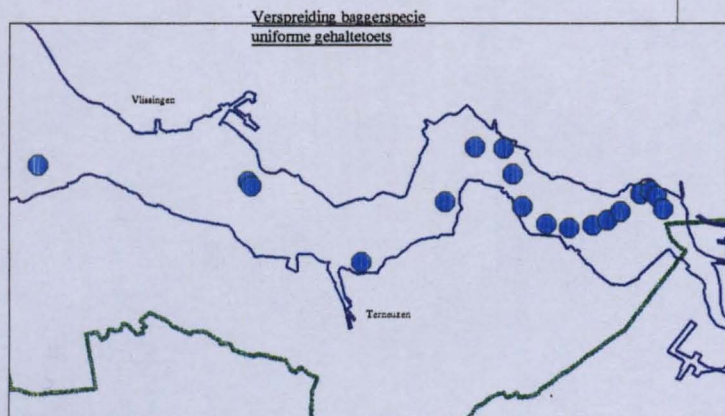 Verspreiding baggerspecie
uniforme gehaltetoets
Vlissingen
Terneuzen